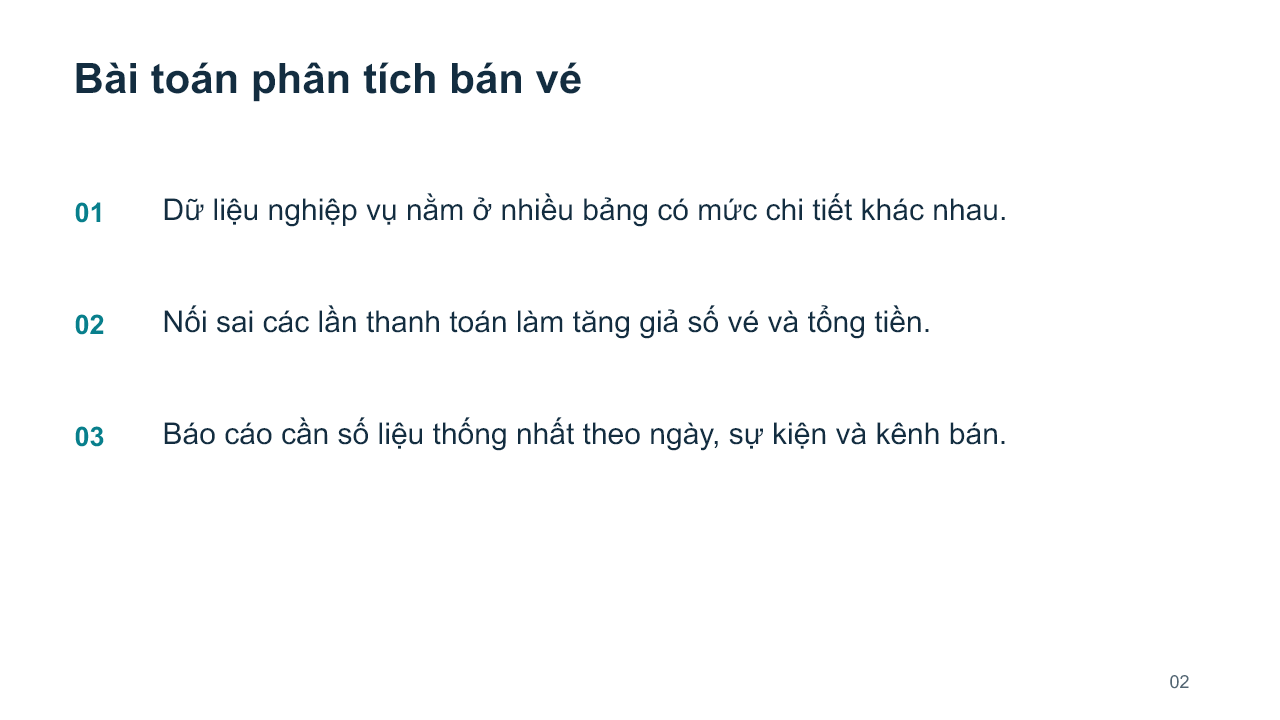 Bài toán phân tích bán vé
01 Dữ liệu nghiệp vụ nằm ở nhiều bảng có mức chi tiết khác nhau.
02 Nối sai các lần thanh toán làm tăng giả số vé và tổng tiền.
03 Báo cáo cần số liệu thống nhất theo ngày, sự kiện và kênh bán.
02